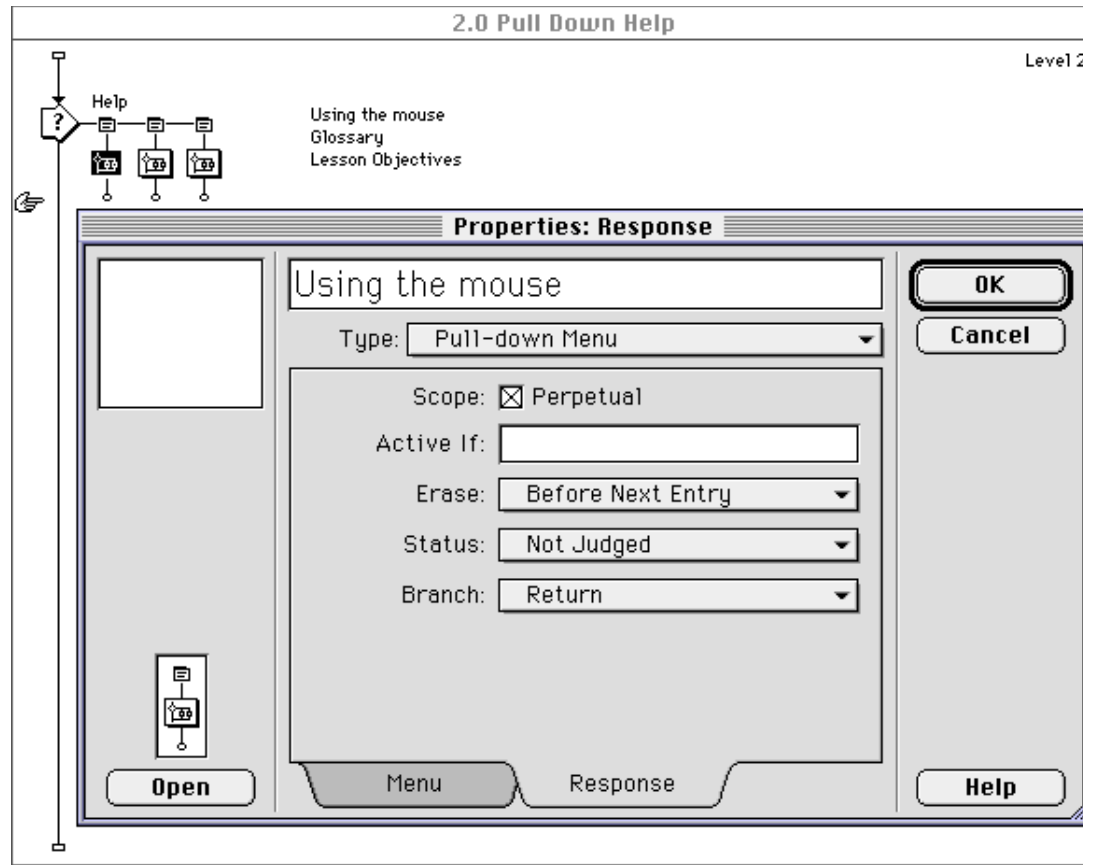 2.0 Pull Down Help
Level 2
Help
?
Using the mouse
Glossary
Lesson Objectives
Properties: Response
Using the mouse
OK
Type: Pull-down Menu
Cancel
Scope: Perpetual
Active If:
Erase: Before Next Entry
Status: Not Judged
Branch: Return
Open
Menu
Response
Help